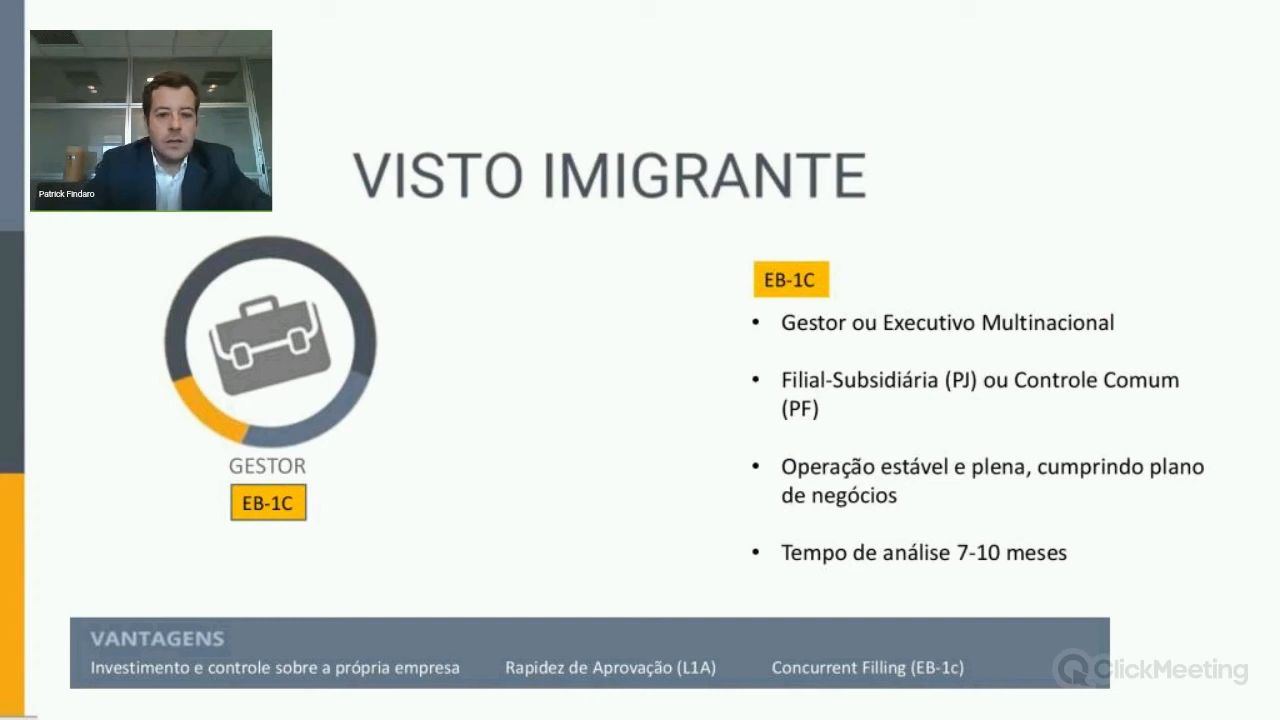 Patrick Findaro
VISTO IMIGRANTE
GESTOR
EB-1C
EB-1C
• Gestor ou Executivo Multinacional
• Filial-Subsidiária (PJ) ou Controle Comum
(PF)
• Operação estável e plena, cumprindo plano
de negócios
• Tempo de análise 7-10 meses
VANTAGENS
Investimento e controle sobre a própria empresa Rapidez de Aprovação (L1A) Concurrent Filling (EB-1c)
ClickMeeting